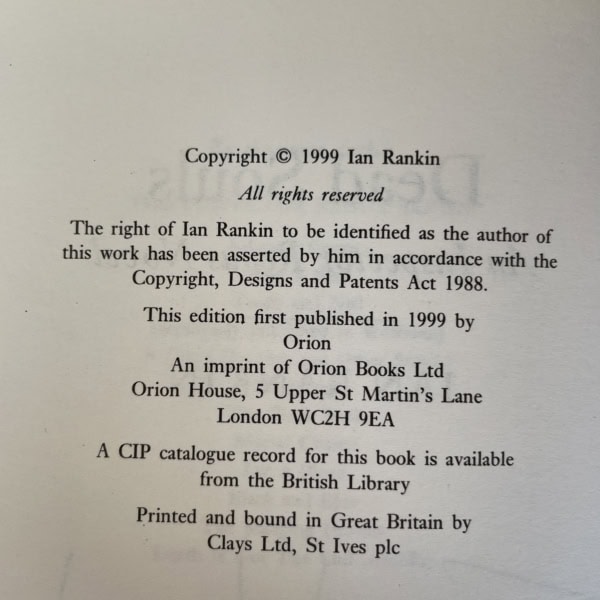 Copyright © 1999 Ian Rankin
All rights reserved
The right of Ian Rankin to be identified as the author of
this work has been asserted by him in accordance with the
Copyright, Designs and Patents Act 1988.
This edition first published in 1999 by
Orion
An imprint of Orion Books Ltd
Orion House, 5 Upper St Martin's Lane
London WC2H 9EA
A CIP catalogue record for this book is available
from the British Library
Printed and bound in Great Britain by
Clays Ltd, St Ives plc